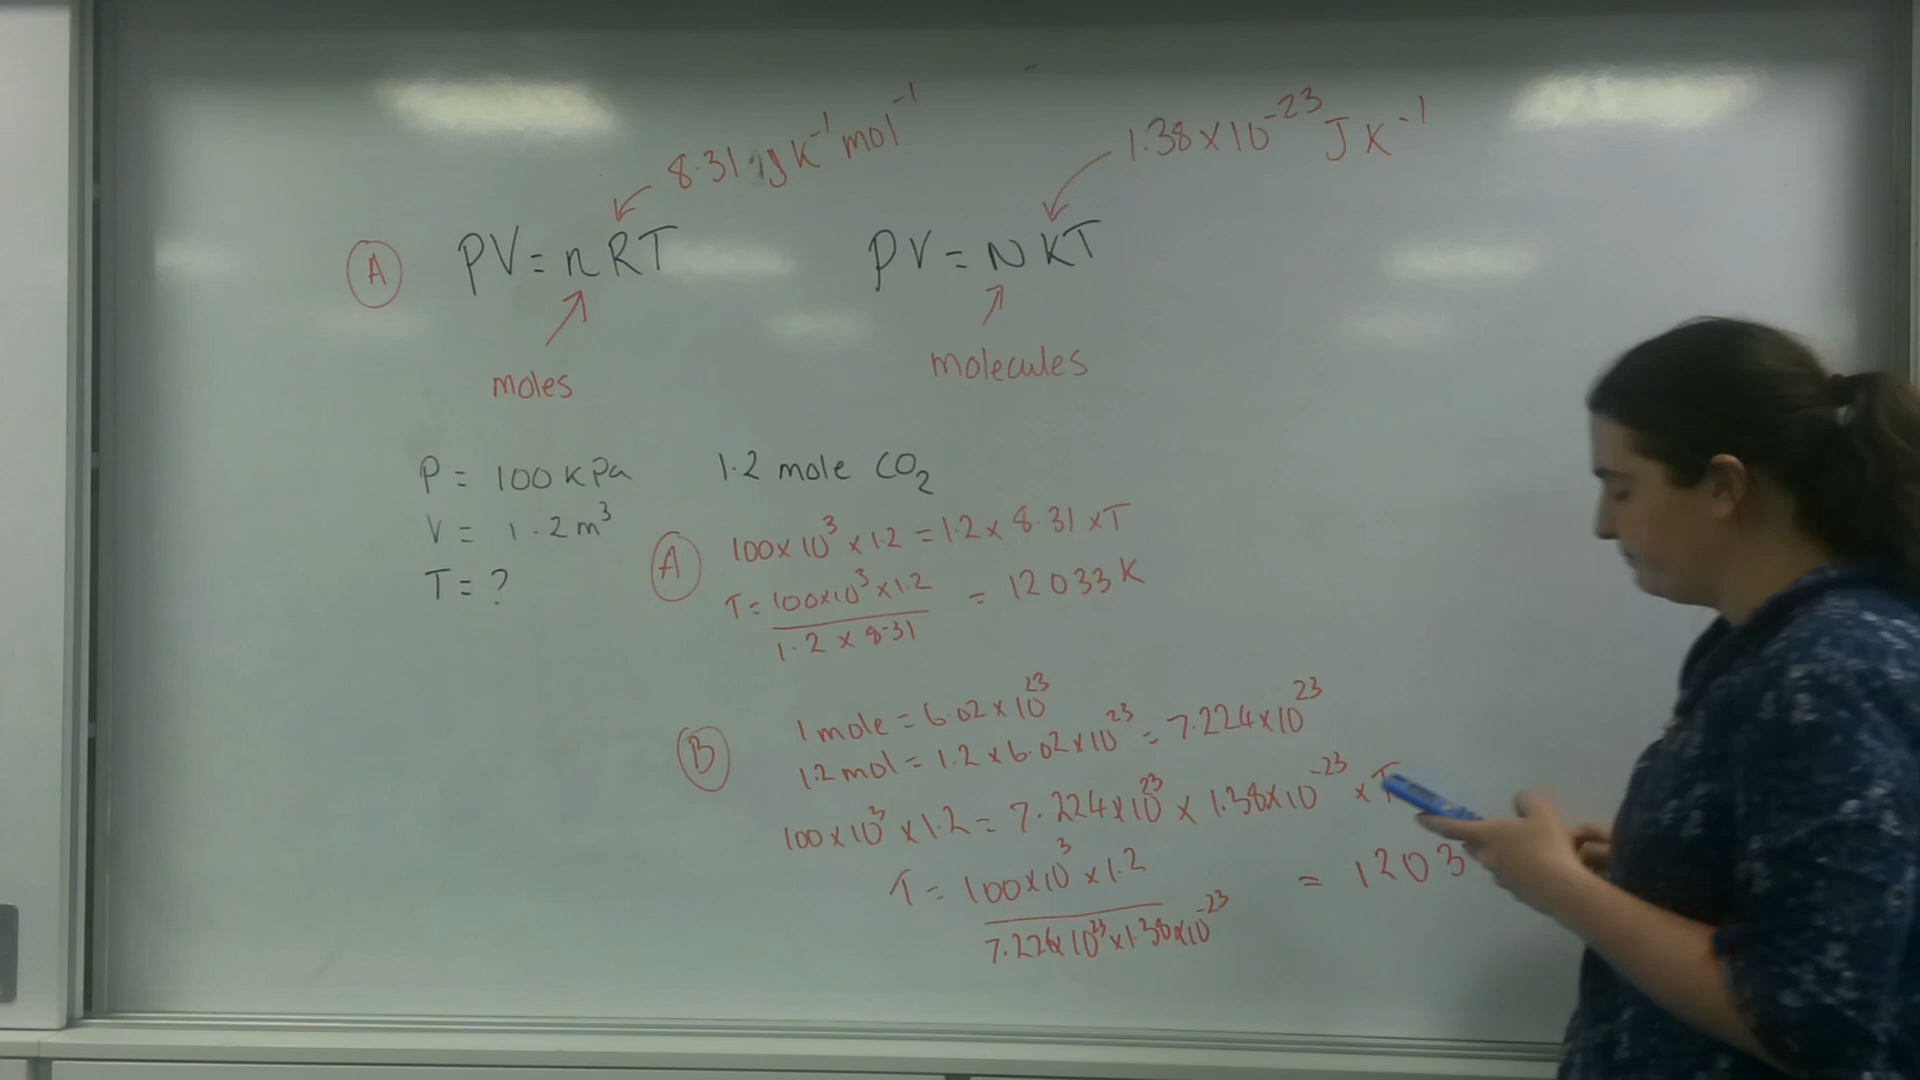 8.31 J K⁻¹ mol⁻¹
1.38 × 10⁻²³ J K⁻¹
A PV = nRT
PV = NKT
moles
molecules
P = 100 kPa
1.2 mole CO₂
V = 1.2 m³
T = ?
A 100 × 10³ × 1.2 = 1.2 × 8.31 × T
T = 100×10³ × 1.2 = 12033 K
1.2 × 8.31
B 1 mole = 6.02 × 10²³
1.2 mol = 1.2 × 6.02 × 10²³ = 7.224 × 10²³
100 × 10³ × 1.2 = 7.224 × 10²³ × 1.38 × 10⁻²³ × T
T = 100 × 10³ × 1.2 = 1203
7.224 × 10²³ × 1.38 × 10⁻²³